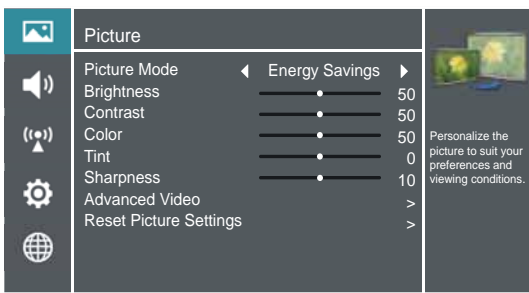 Picture
Picture Mode Energy Savings
Brightness 50
Contrast 50
Color 50
Tint 0
Sharpness 10
Advanced Video >
Reset Picture Settings >
Personalize the
picture to suit your
preferences and
viewing conditions.